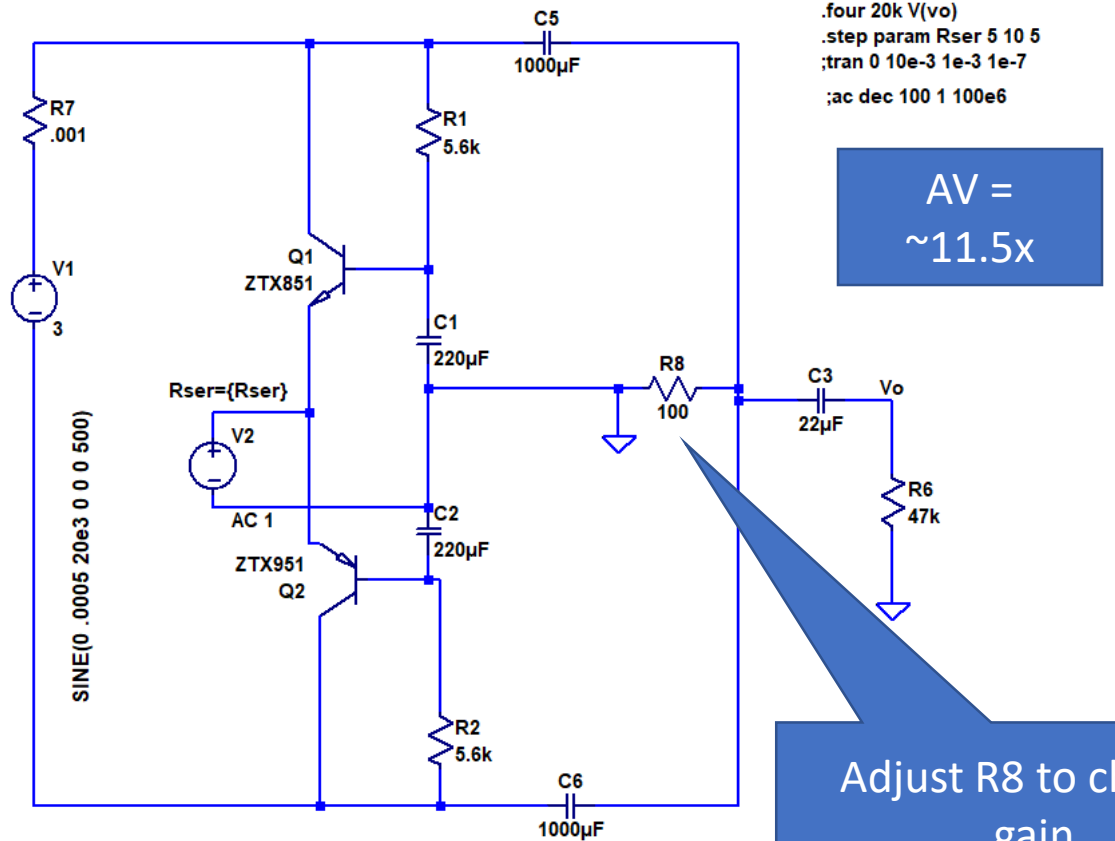 C5
1000µF
.four 20k V(vo)
.step param Rser 5 10 5
;tran 0 10e-3 1e-3 1e-7
;ac dec 100 1 100e6
R7
.001
R1
5.6k
AV =
~11.5x
Q1
ZTX851
V1
3
C1
220µF
R8
100
C3
22µF
Vo
Rser={Rser}
V2
AC 1
R6
47k
C2
220µF
ZTX951
Q2
SINE(0 .0005 20e3 0 0 0 500)
R2
5.6k
C6
1000µF
Adjust R8 to
gain